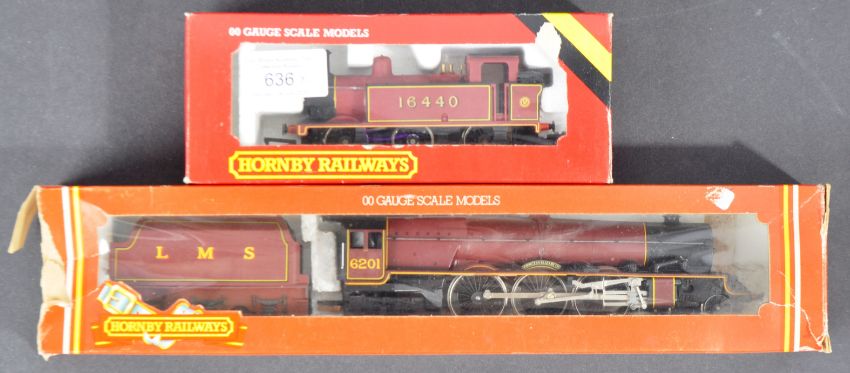 00 GAUGE SCALE MODELS
636
16440
HORNBY RAILWAYS
00 GAUGE SCALE MODELS
L M S
6201
HORNBY RAILWAYS